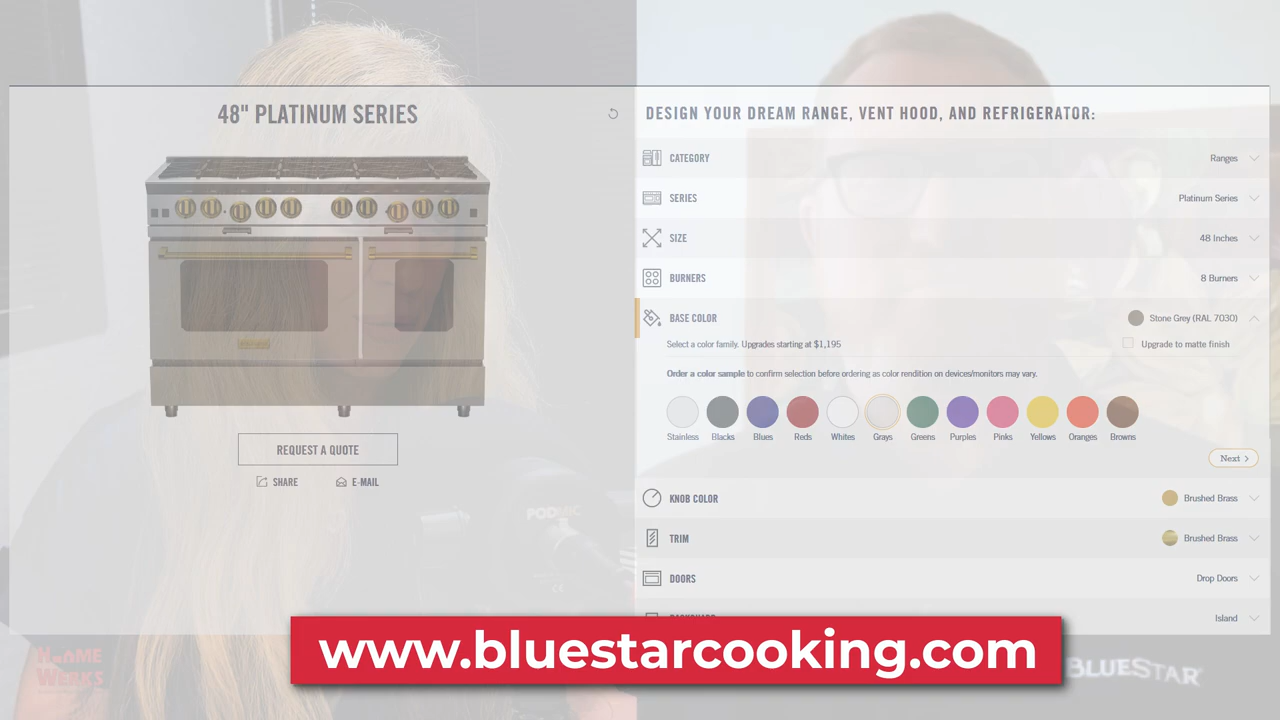 48" PLATINUM SERIES
REQUEST A QUOTE
SHARE
E-MAIL
DESIGN YOUR DREAM RANGE, VENT HOOD, AND REFRIGERATOR:
CATEGORY
Ranges
SERIES
Platinum Series
SIZE
48 Inches
BURNERS
8 Burners
BASE COLOR
Stone Grey (RAL 7030)
Select a color family. Upgrades starting at $1,195
Upgrade to matte finish
Order a color sample to confirm selection before ordering as color rendition on devices/monitors may vary.
Stainless
Blacks
Blues
Reds
Whites
Grays
Greens
Purples
Pinks
Yellows
Oranges
Browns
Next
KNOB COLOR
Brushed Brass
TRIM
Brushed Brass
DOORS
Drop Doors
Island
PODMIC
www.bluestarcooking.com
BLUESTAR